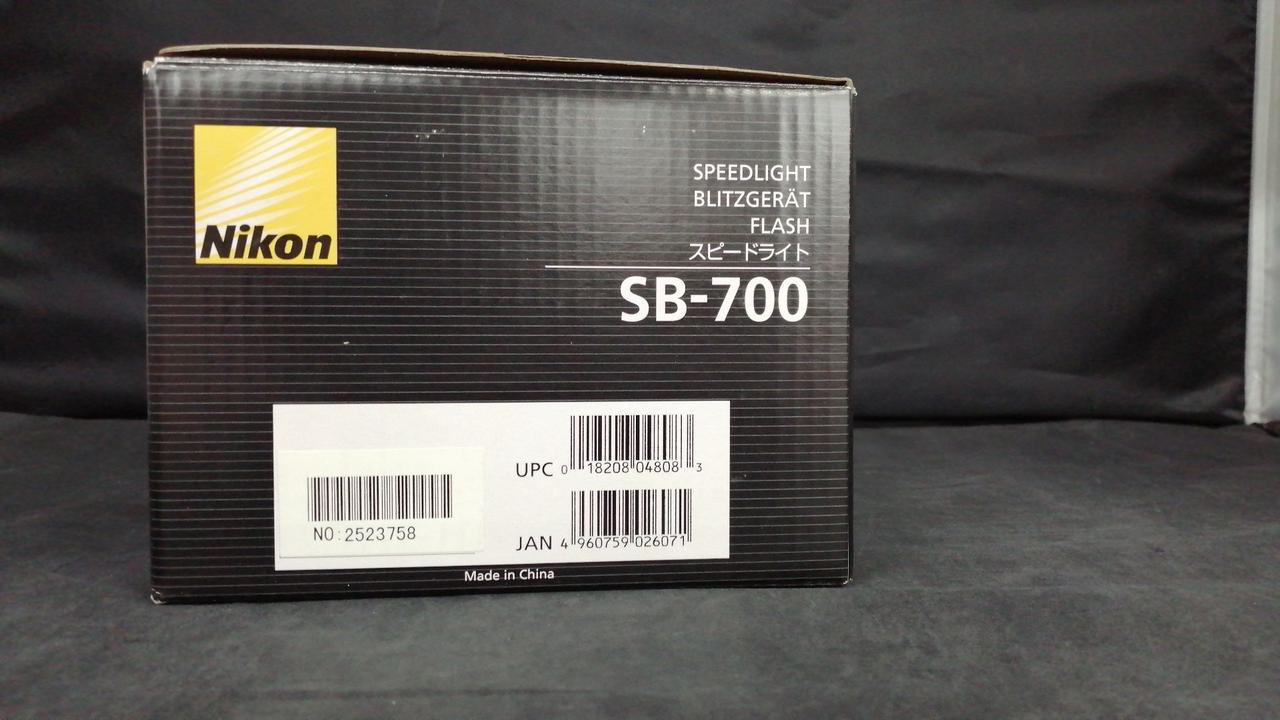 Nikon
SPEEDLIGHT
BLITZGERÄT
FLASH
スピードライト
SB-700
UPC 0 18208 04808 3
NO:2523758
JAN 4 960759 026071
Made in China